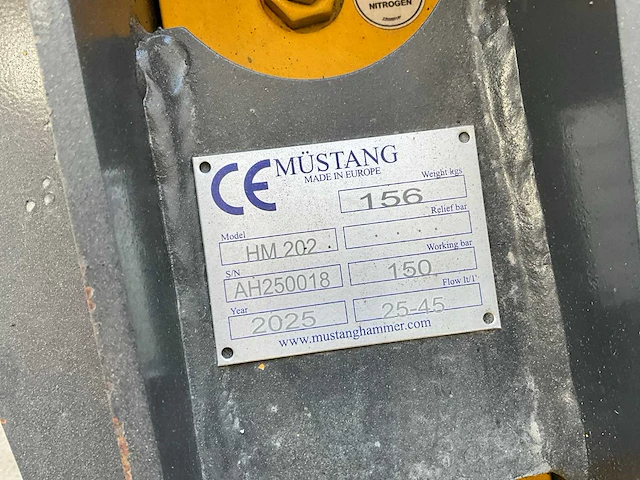 NITROGEN
CE MÜSTANG
MADE IN EUROPE
Weight kgs
156
Relief bar
. . . .
Model
HM 202
Working bar
150
S/N
AH250018
Flow lt/1'
25-45
Year
2025
www.mustanghammer.com